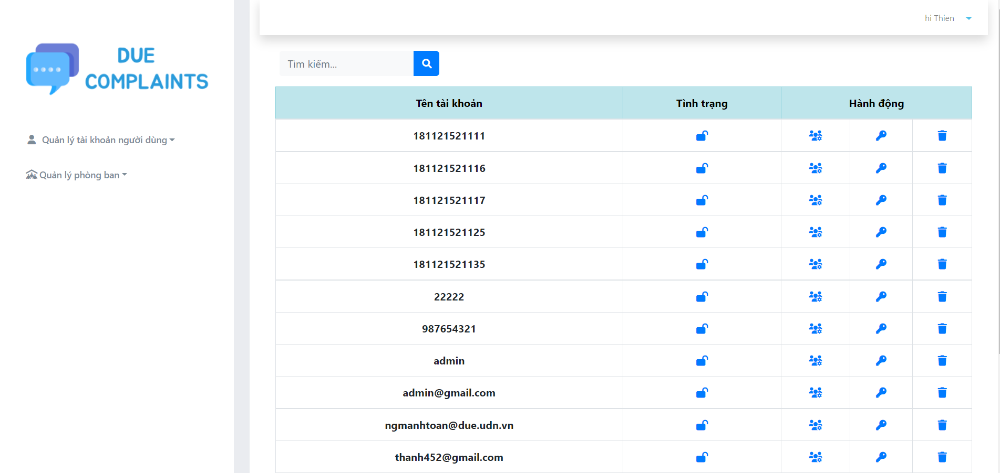 hi Thien
DUE
COMPLAINTS
Quản lý tài khoản người dùng
Quản lý phòng ban
Tìm kiếm...
Tên tài khoản Tình trạng Hành động
181121521111
181121521116
181121521117
181121521125
181121521135
22222
987654321
admin
admin@gmail.com
ngmanhtoan@due.udn.vn
thanh452@gmail.com